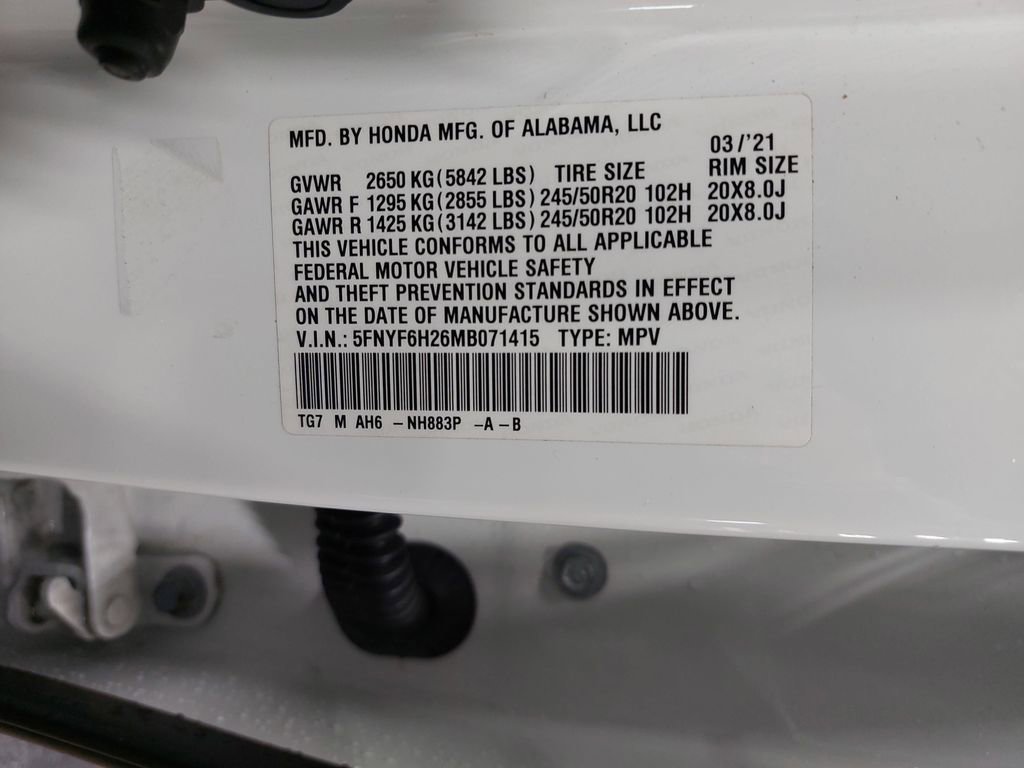 MFD. BY HONDA MFG. OF ALABAMA, LLC
03/'21
GVWR 2650 KG (5842 LBS) TIRE SIZE RIM SIZE
GAWR F 1295 KG (2855 LBS) 245/50R20 102H 20X8.0J
GAWR R 1425 KG (3142 LBS) 245/50R20 102H 20X8.0J
THIS VEHICLE CONFORMS TO ALL APPLICABLE
FEDERAL MOTOR VEHICLE SAFETY
AND THEFT PREVENTION STANDARDS IN EFFECT
ON THE DATE OF MANUFACTURE SHOWN ABOVE.
V.I.N.: 5FNYF6H26MB071415 TYPE: MPV
TG7 M AH6 -NH883P -A -B